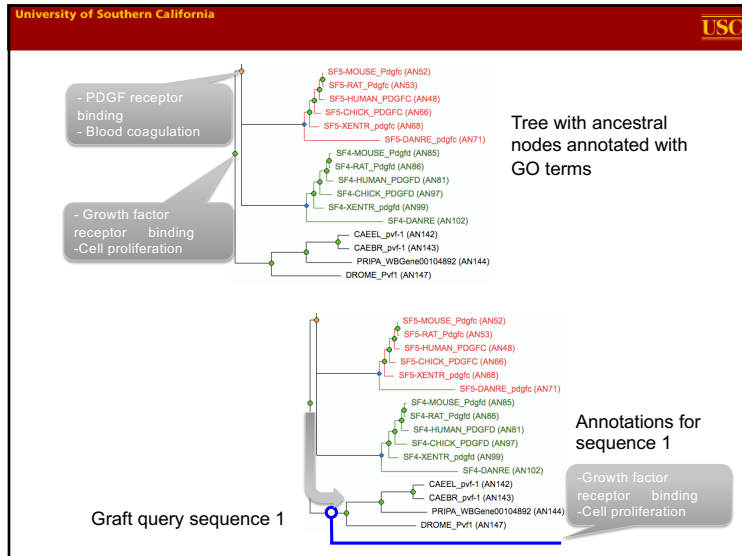 University of Southern California
USC
- PDGF receptor
binding
- Blood coagulation
SF5-MOUSE_Pdgfc (AN52)
SF5-RAT_Pdgfc (AN53)
SF5-HUMAN_PDGFC (AN48)
SF5-CHICK_PDGFC (AN66)
SF5-XENTR_pdgfc (AN68)
SF5-DANRE_pdgfc (AN71)
SF4-MOUSE_Pdgfd (AN85)
SF4-RAT_Pdgfd (AN86)
SF4-HUMAN_PDGFD (AN81)
SF4-CHICK_PDGFD (AN97)
SF4-XENTR_pdgfd (AN99)
SF4-DANRE (AN102)
CAEEL_pvf-1 (AN142)
CAEBR_pvf-1 (AN143)
PRIPA_WBGene00104892 (AN144)
DROME_Pvf1 (AN147)
- Growth factor
receptor binding
-Cell proliferation
Tree with ancestral
nodes annotated with
GO terms
SF5-MOUSE_Pdgfc (AN52)
SF5-RAT_Pdgfc (AN53)
SF5-HUMAN_PDGFC (AN48)
SF5-CHICK_PDGFC (AN66)
SF5-XENTR_pdgfc (AN68)
SF5-DANRE_pdgfc (AN71)
SF4-MOUSE_Pdgfd (AN85)
SF4-RAT_Pdgfd (AN86)
SF4-HUMAN_PDGFD (AN81)
SF4-CHICK_PDGFD (AN97)
SF4-XENTR_pdgfd (AN99)
SF4-DANRE (AN102)
CAEEL_pvf-1 (AN142)
CAEBR_pvf-1 (AN143)
PRIPA_WBGene00104892 (AN144)
DROME_Pvf1 (AN147)
Annotations for
sequence 1
-Growth factor
receptor binding
-Cell proliferation
Graft query sequence 1